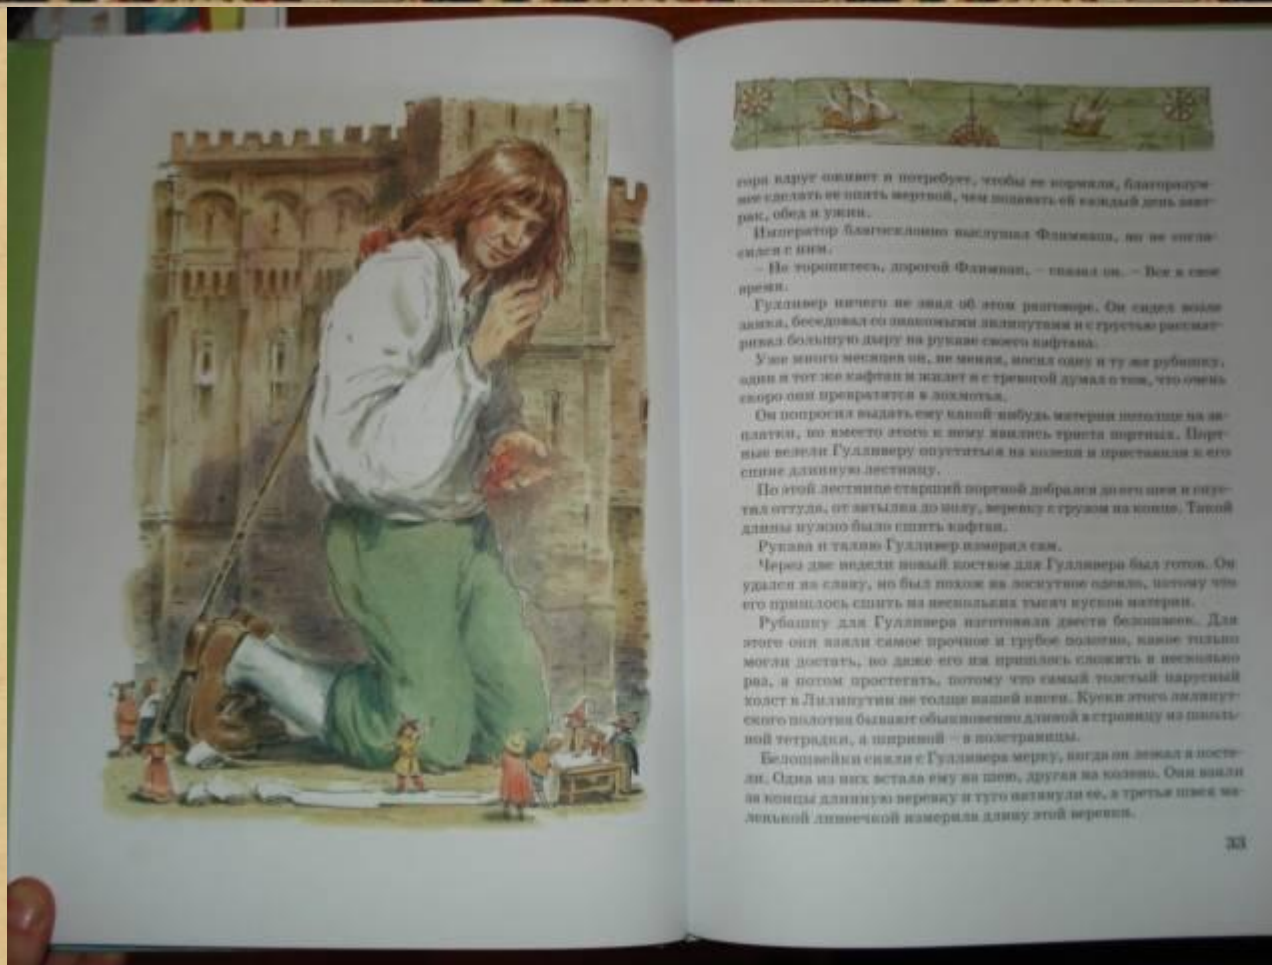 гора вдруг оживет и потребует, чтобы ее кормили, благоразум-
нее сделать ее опять мертвой, чем подавать ей каждый день завт-
рак, обед и ужин.
Император благосклонно выслушал Флимнапа, но не согла-
сился с ним.
– Не торопитесь, дорогой Флимнап, – сказал он. – Все в свое
время.
Гулливер ничего не знал об этом разговоре. Он сидел возле
замка, беседовал со знакомыми лилипутами и с грустью рассмат-
ривал большую дыру на рукаве своего кафтана.
Уже много месяцев он, не меняя, носил одну и ту же рубашку,
один и тот же кафтан и жилет и с тревогой думал о том, что очень
скоро они превратятся в лохмотья.
Он попросил выдать ему какой-нибудь материи потолще на за-
платки, но вместо этого к нему явились триста портных. Порт-
ные велели Гулливеру опуститься на колени и приставили к его
спине длинную лестницу.
По этой лестнице старший портной добрался до его шеи и спус-
тил оттуда, от затылка до полу, веревку с грузом на конце. Такой
длины нужно было сшить кафтан.
Рукава и талию Гулливер измерил сам.
Через две недели новый костюм для Гулливера был готов. Он
удался на славу, но был похож на лоскутное одеяло, потому что
его пришлось сшить из нескольких тысяч кусков материи.
Рубашку для Гулливера изготовили двести белошвеек. Для
этого они взяли самое прочное и грубое полотно, какое только
могли достать, но даже его им пришлось сложить в несколько
раз, а потом простегать, потому что самый толстый парусный
холст в Лилипутии не толще нашей кисеи. Куски этого лилипут-
ского полотна бывают обыкновенно длиной в страницу из школь-
ной тетрадки, а шириной – в полстраницы.
Белошвейки сняли с Гулливера мерку, когда он лежал в посте-
ли. Одна из них встала ему на шею, другая на колено. Они взяли
за концы длинную веревку и туго натянули ее, а третья швея ма-
ленькой линеечкой измерила длину этой веревки.
33